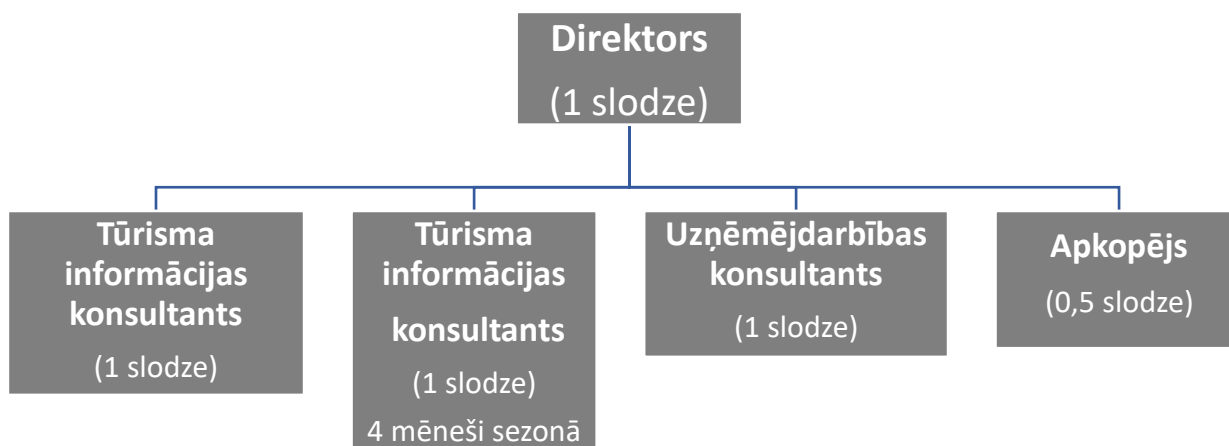 Direktors
(1 slodze)
Tūrisma
informācijas
konsultants
(1 slodze)
Tūrisma
informācijas
konsultants
(1 slodze)
4 mēneši sezonā
Uzņēmējdarbības
konsultants
(1 slodze)
Apkopējs
(0,5 slodze)